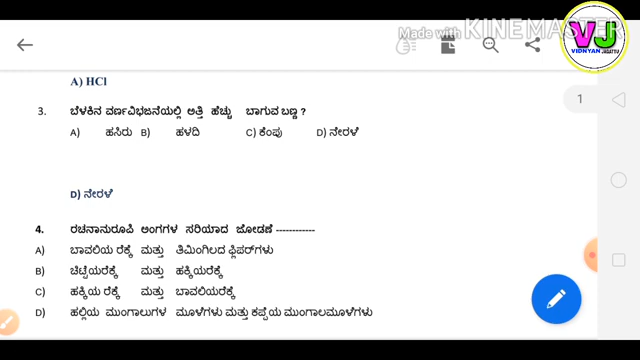 Made with KINEMASTER
VJ
VIDNYAN JAGATTU
A) HCl
1
3. ಬೆಳಕಿನ ವರ್ಣವಿಭಜನೆಯಲ್ಲಿ ಅತ್ತಿ ಹೆಚ್ಚು ಬಾಗುವ ಬಣ್ಣ ?
A) ಹಸಿರು B) ಹಳದಿ C) ಕೆಂಪು D) ನೇರಳೆ
D) ನೇರಳೆ
4. ರಚನಾನುರೂಪಿ ಅಂಗಗಳ ಸರಿಯಾದ ಜೋಡಣೆ ------------
A) ಬಾವಲಿಯ ರೆಕ್ಕೆ ಮತ್ತು ತಿಮಿಂಗಿಲದ ಫ್ಲಿಪರ್‌ಗಳು
B) ಚಿಟ್ಟೆಯರೆಕ್ಕೆ ಮತ್ತು ಹಕ್ಕಿಯರೆಕ್ಕೆ
C) ಹಕ್ಕಿಯ ರೆಕ್ಕೆ ಮತ್ತು ಬಾವಲಿಯರೆಕ್ಕೆ
D) ಹಲ್ಲಿಯ ಮುಂಗಾಲುಗಳ ಮೂಳೆಗಳು ಮತ್ತು ಕಪ್ಪೆಯ ಮುಂಗಾಲಮೂಳೆಗಳು